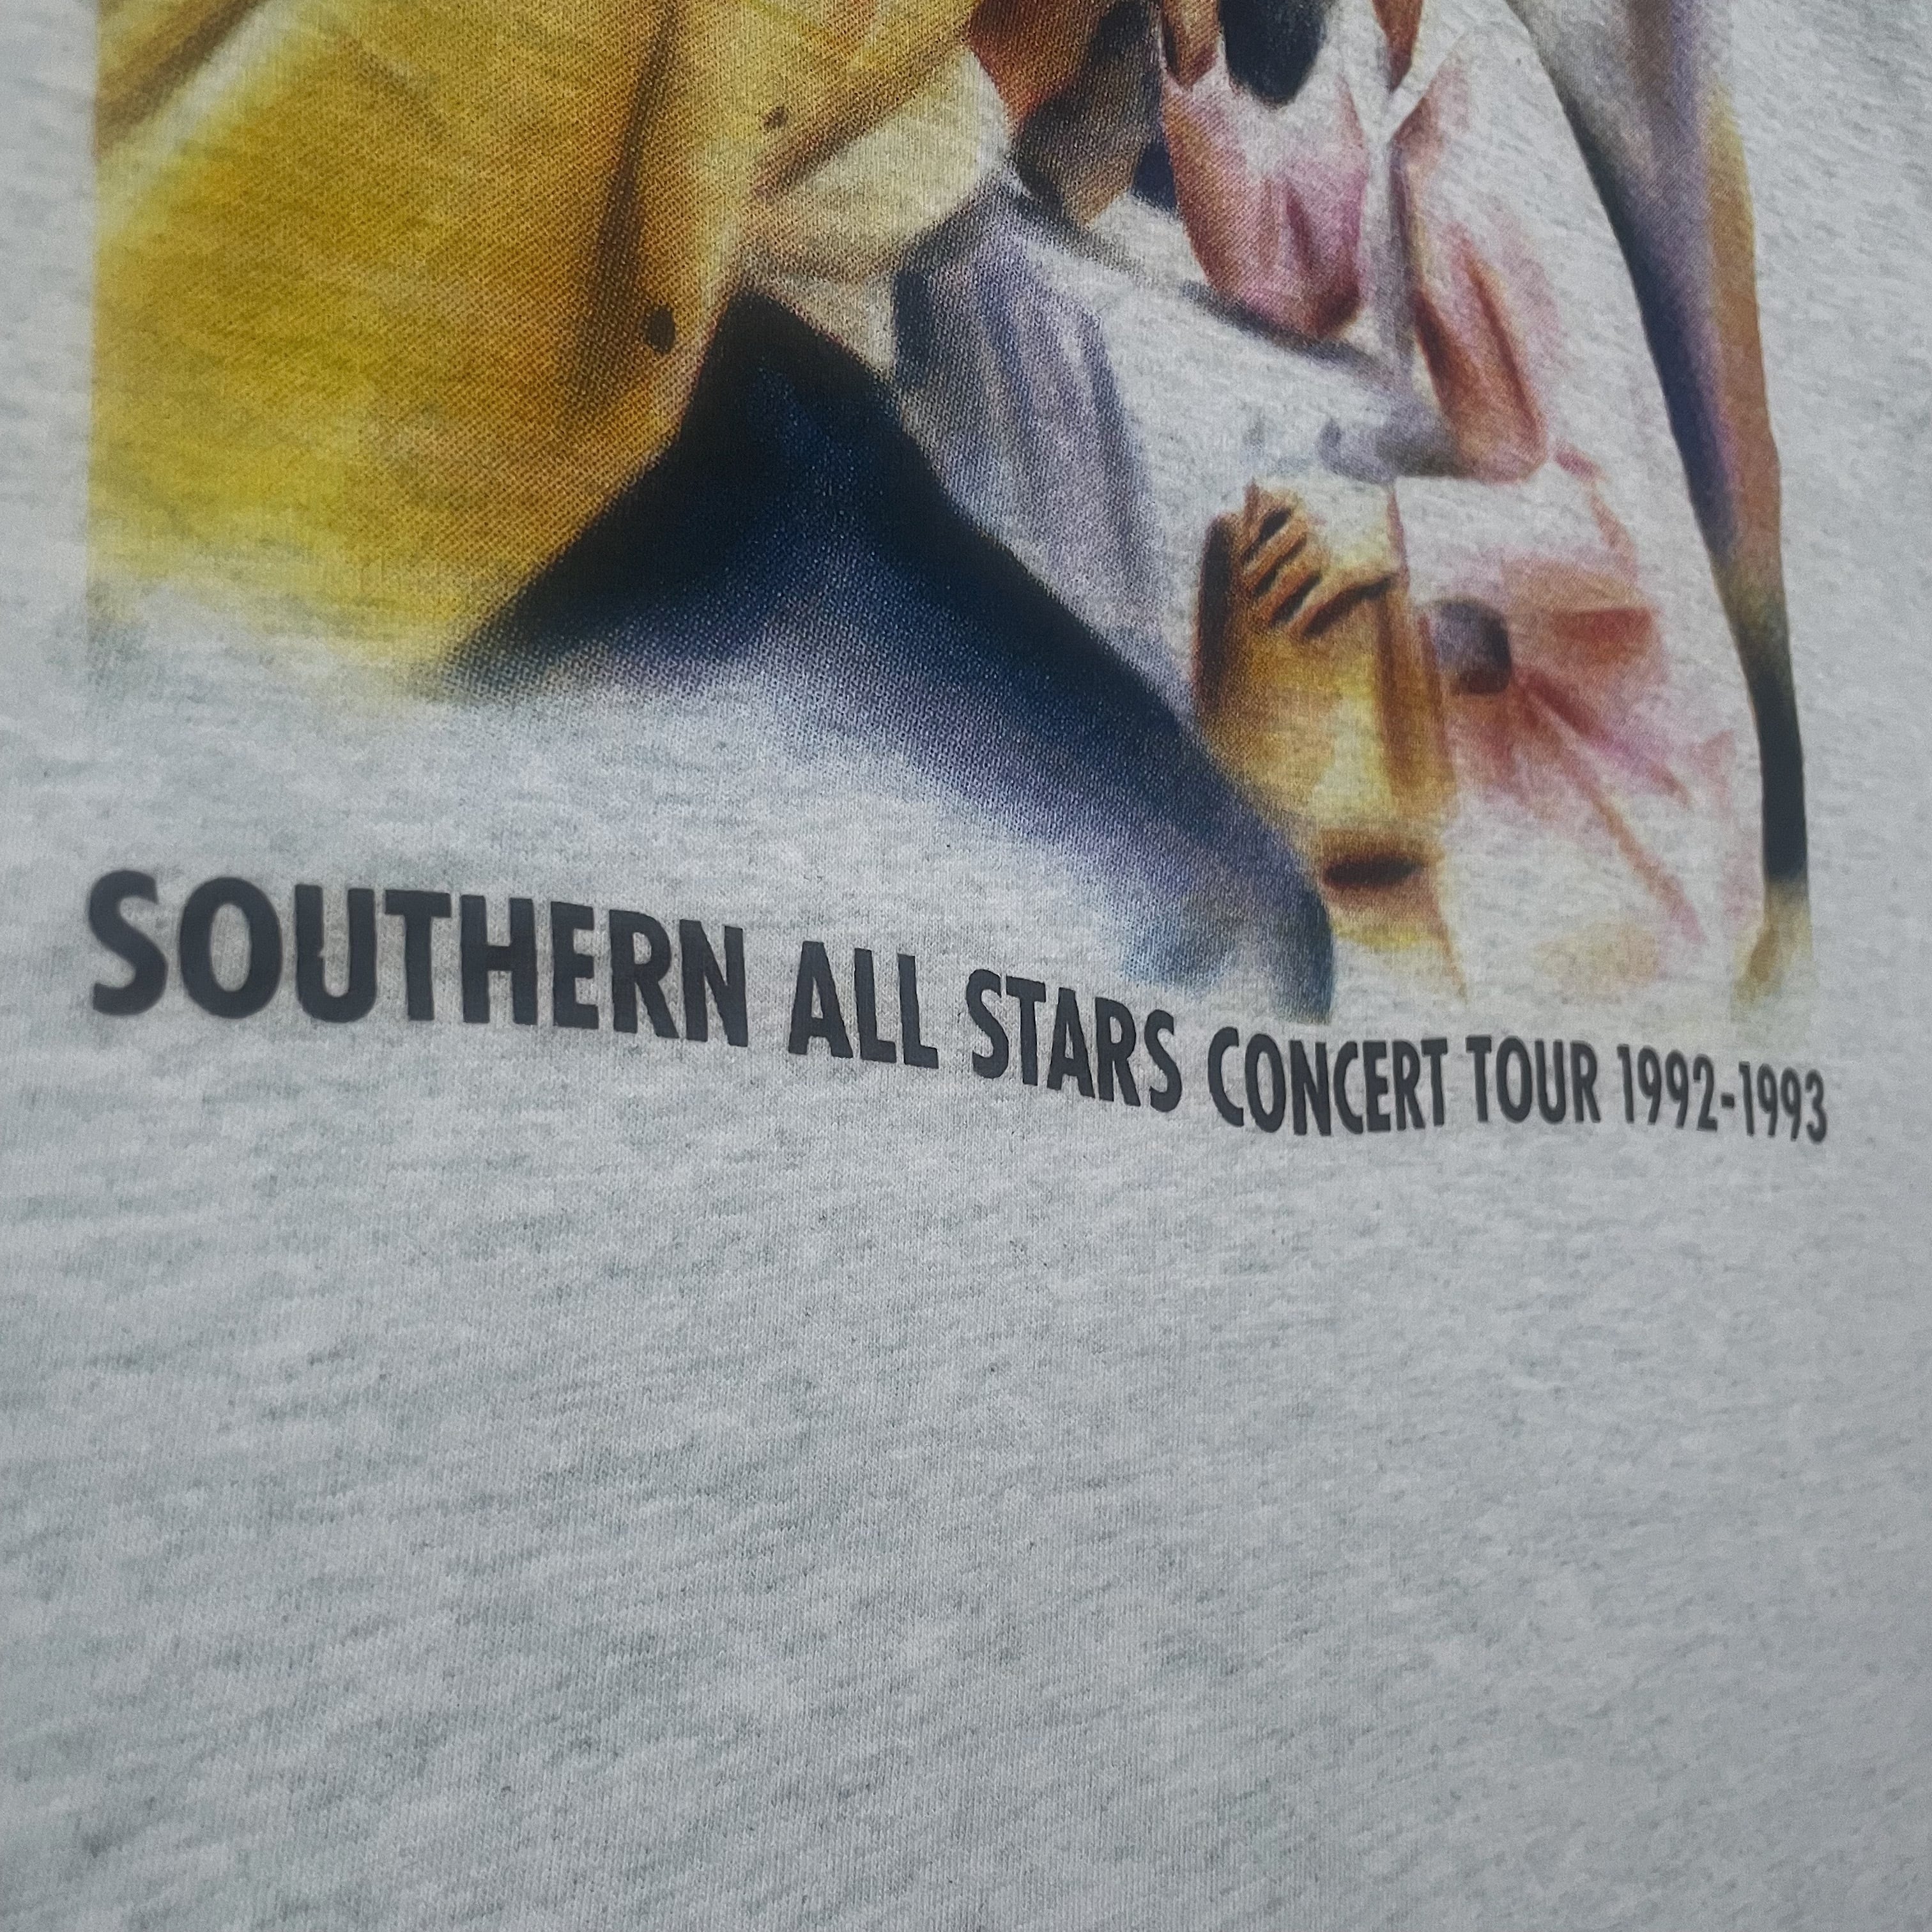 SOUTHERN ALL STARS CONCERT TOUR 1992-1993